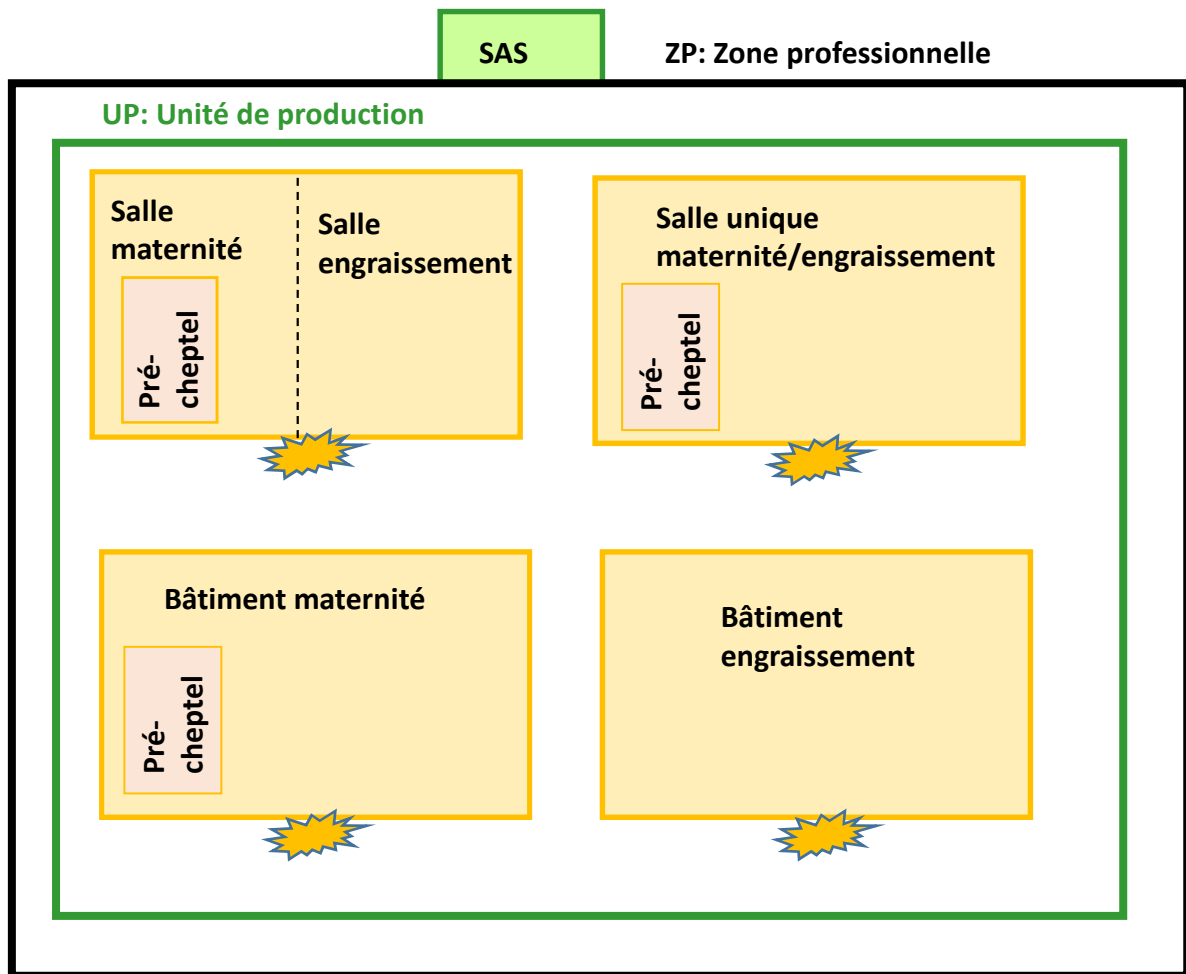 SAS
ZP: Zone professionnelle
UP: Unité de production
Salle
maternité
Salle
engraissement
Pré-
cheptel
Salle unique
maternité/engraissement
Pré-
cheptel
Bâtiment maternité
Pré-
cheptel
Bâtiment
engraissement